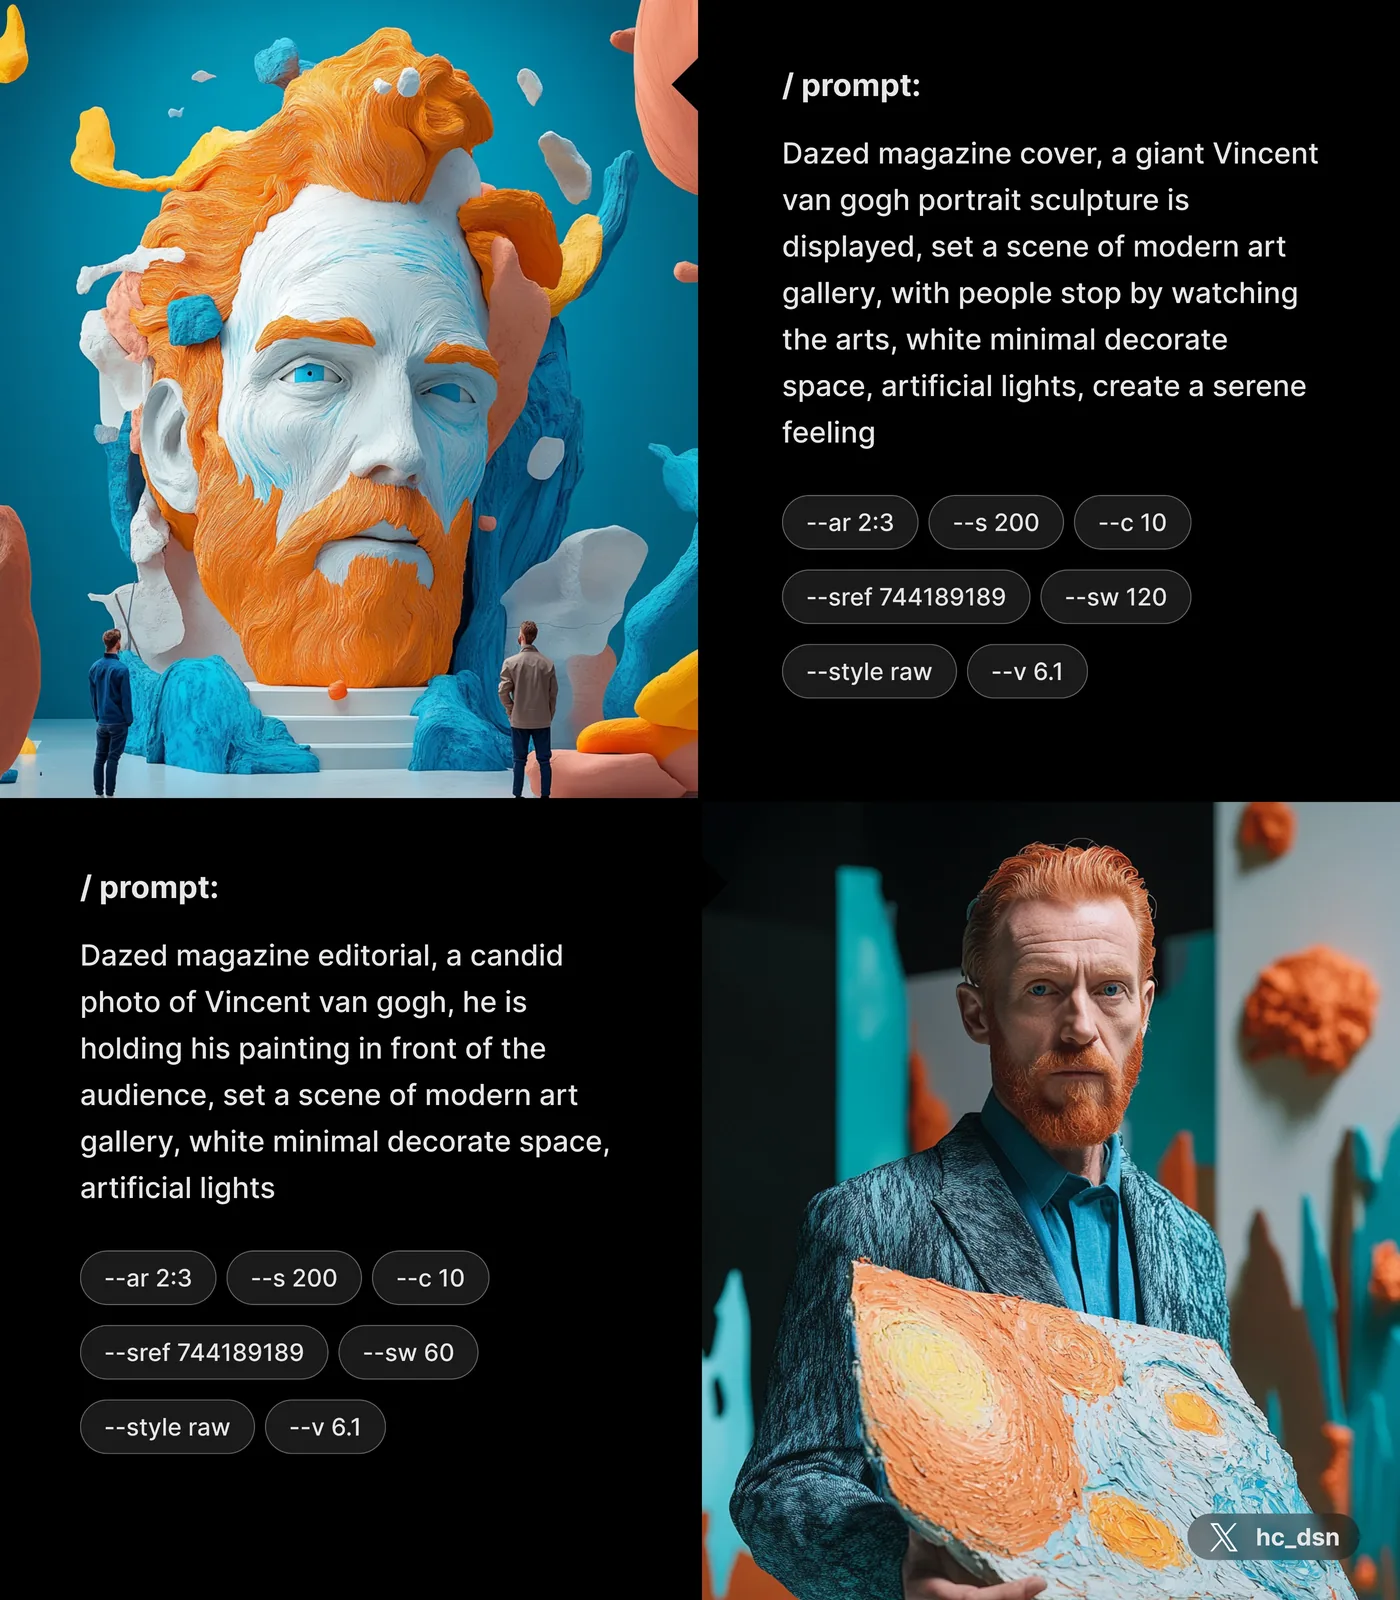 / prompt:
Dazed magazine cover, a giant Vincent
van gogh portrait sculpture is
displayed, set a scene of modern art
gallery, with people stop by watching
the arts, white minimal decorate
space, artificial lights, create a serene
feeling
--ar 2:3 --s 200 --c 10
--sref 744189189 --sw 120
--style raw --v 6.1
/ prompt:
Dazed magazine editorial, a candid
photo of Vincent van gogh, he is
holding his painting in front of the
audience, set a scene of modern art
gallery, white minimal decorate space,
artificial lights
--ar 2:3 --s 200 --c 10
--sref 744189189 --sw 60
--style raw --v 6.1
hc_dsn